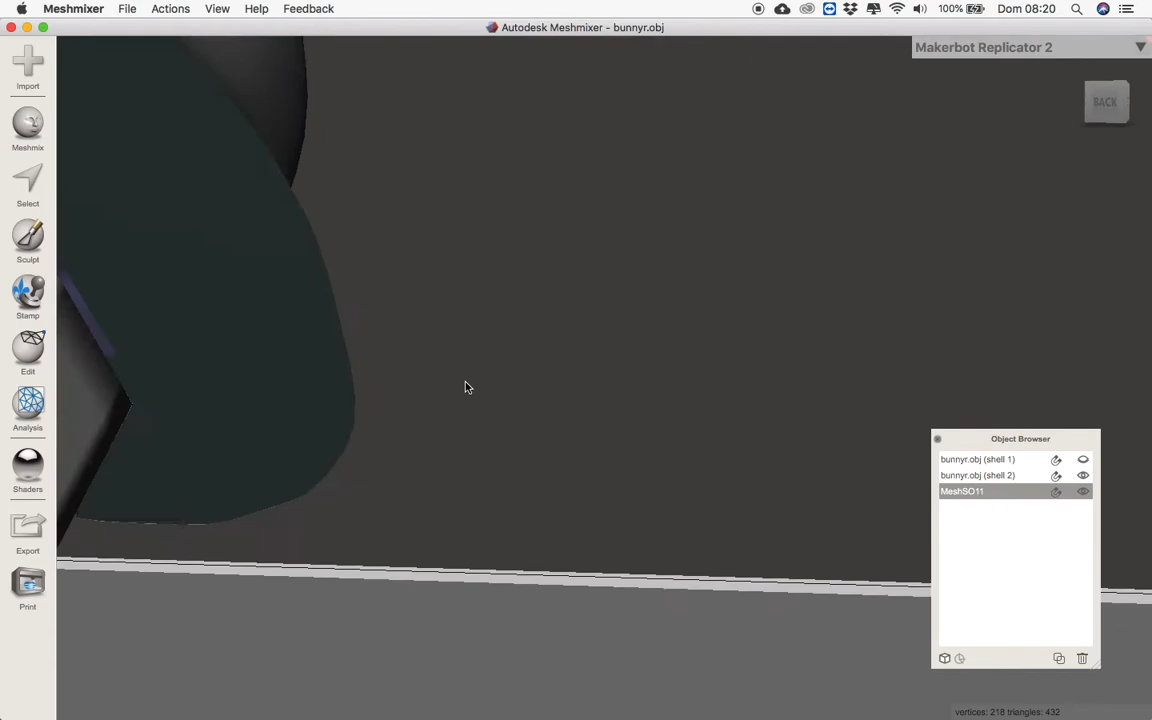 Meshmixer File Actions View Help Feedback 100% Dom 08:20
Autodesk Meshmixer - bunnyr.obj
Makerbot Replicator 2
BACK
Import
Meshmix
Select
Sculpt
Stamp
Edit
Analysis
Shaders
Export
Print
Object Browser
bunnyr.obj (shell 1)
bunnyr.obj (shell 2)
MeshSO11
vertices: 218 triangles: 432